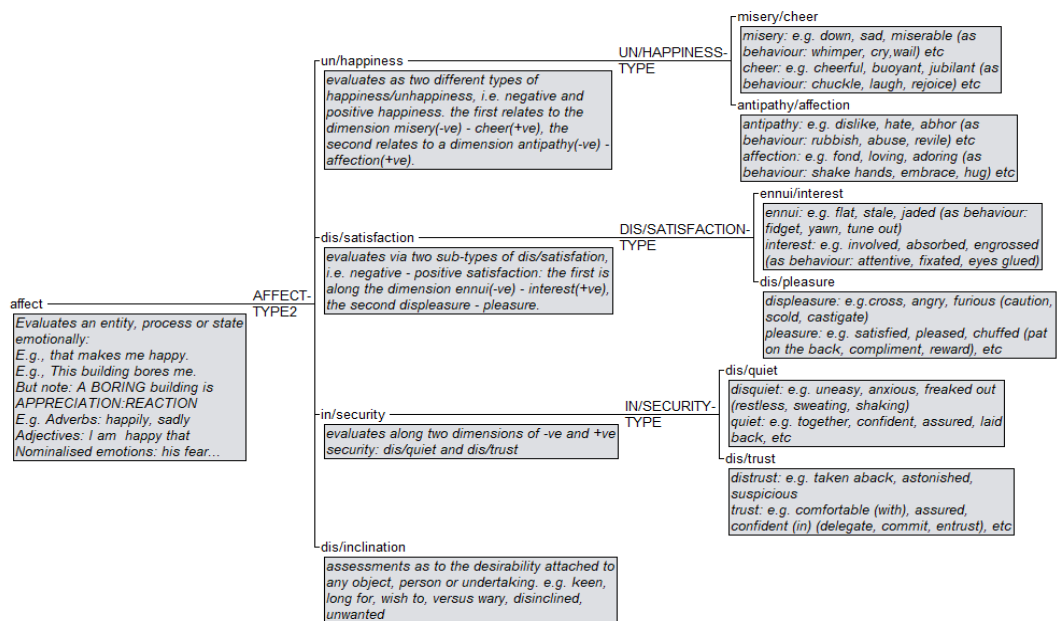 affect
Evaluates an entity, process or state
emotionally:
E.g., that makes me happy.
E.g., This building bores me.
But note: A BORING building is
APPRECIATION:REACTION
E.g. Adverbs: happily, sadly
Adjectives: I am happy that
Nominalised emotions: his fear...
AFFECT-
TYPE2
un/happiness
evaluates as two different types of
happiness/unhappiness, i.e. negative and
positive happiness. the first relates to the
dimension misery(-ve) - cheer(+ve), the
second relates to a dimension antipathy(-ve) -
affection(+ve).
UN/HAPPINESS-
TYPE
misery/cheer
misery: e.g. down, sad, miserable (as
behaviour: whimper, cry,wail) etc
cheer: e.g. cheerful, buoyant, jubilant (as
behaviour: chuckle, laugh, rejoice) etc
antipathy/affection
antipathy: e.g. dislike, hate, abhor (as
behaviour: rubbish, abuse, revile) etc
affection: e.g. fond, loving, adoring (as
behaviour: shake hands, embrace, hug) etc
dis/satisfaction
evaluates via two sub-types of dis/satisfation,
i.e. negative - positive satisfaction: the first is
along the dimension ennui(-ve) - interest(+ve),
the second displeasure - pleasure.
DIS/SATISFACTION-
TYPE
ennui/interest
ennui: e.g. flat, stale, jaded (as behaviour:
fidget, yawn, tune out)
interest: e.g. involved, absorbed, engrossed
(as behaviour: attentive, fixated, eyes glued)
dis/pleasure
displeasure: e.g.cross, angry, furious (caution,
scold, castigate)
pleasure: e.g. satisfied, pleased, chuffed (pat
on the back, compliment, reward), etc
in/security
evaluates along two dimensions of -ve and +ve
security: dis/quiet and dis/trust
IN/SECURITY-
TYPE
dis/quiet
disquiet: e.g. uneasy, anxious, freaked out
(restless, sweating, shaking)
quiet: e.g. together, confident, assured, laid
back, etc
dis/trust
distrust: e.g. taken aback, astonished,
suspicious
trust: e.g. comfortable (with), assured,
confident (in) (delegate, commit, entrust), etc
dis/inclination
assessments as to the desirability attached to
any object, person or undertaking. e.g. keen,
long for, wish to, versus wary, disinclined,
unwanted